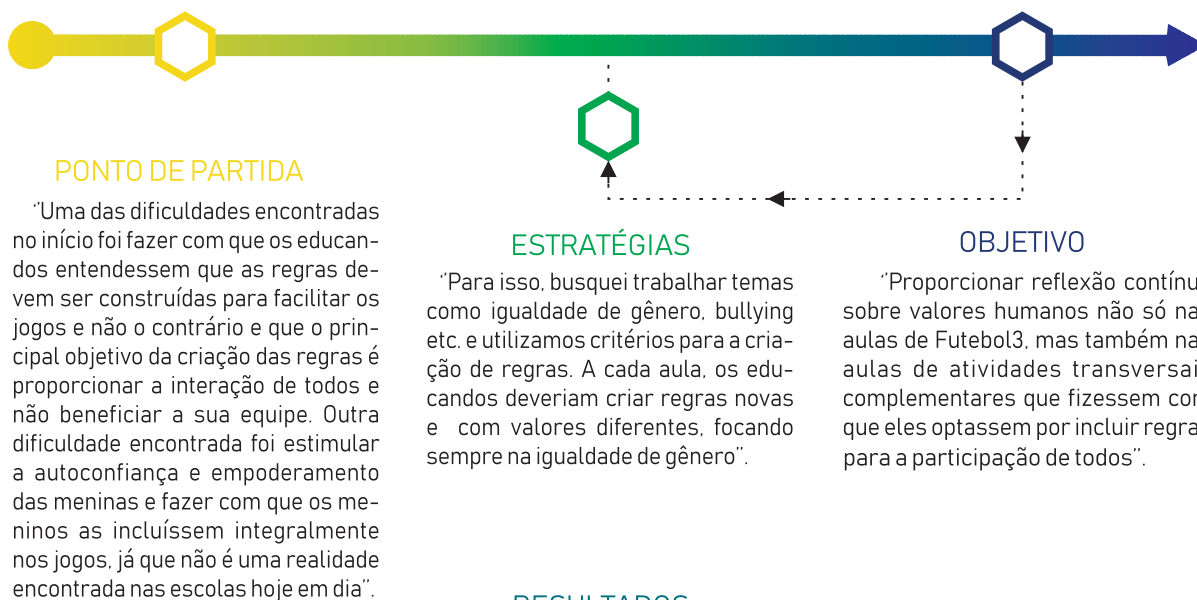 PONTO DE PARTIDA
“Uma das dificuldades encontradas
no início foi fazer com que os educan-
dos entendessem que as regras de-
vem ser construídas para facilitar os
jogos e não o contrário e que o prin-
cipal objetivo da criação das regras é
proporcionar a interação de todos e
não beneficiar a sua equipe. Outra
dificuldade encontrada foi estimular
a autoconfiança e empoderamento
das meninas e fazer com que os me-
ninos as incluíssem integralmente
nos jogos, já que não é uma realidade
encontrada nas escolas hoje em dia”.
ESTRATÉGIAS
“Para isso, busquei trabalhar temas
como igualdade de gênero, bullying
etc. e utilizamos critérios para a cria-
ção de regras. A cada aula, os edu-
candos deveriam criar regras novas
e com valores diferentes, focando
sempre na igualdade de gênero”.
OBJETIVO
“Proporcionar reflexão contínu
sobre valores humanos não só na
aulas de Futebol3, mas também na
aulas de atividades transversai
complementares que fizessem co
que eles optassem por incluir regra
para a participação de todos”.
RESULTADOS